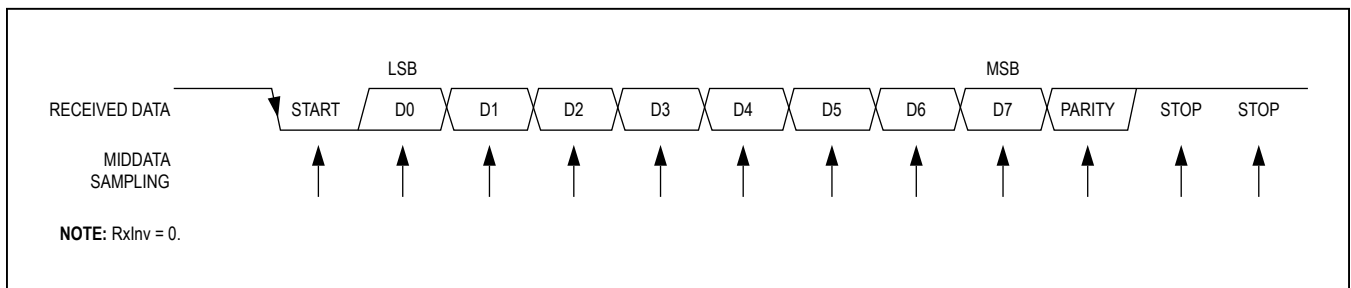 LSB MSB
RECEIVED DATA START D0 D1 D2 D3 D4 D5 D6 D7 PARITY STOP STOP
MIDDATA
SAMPLING
NOTE: RxInv = 0.